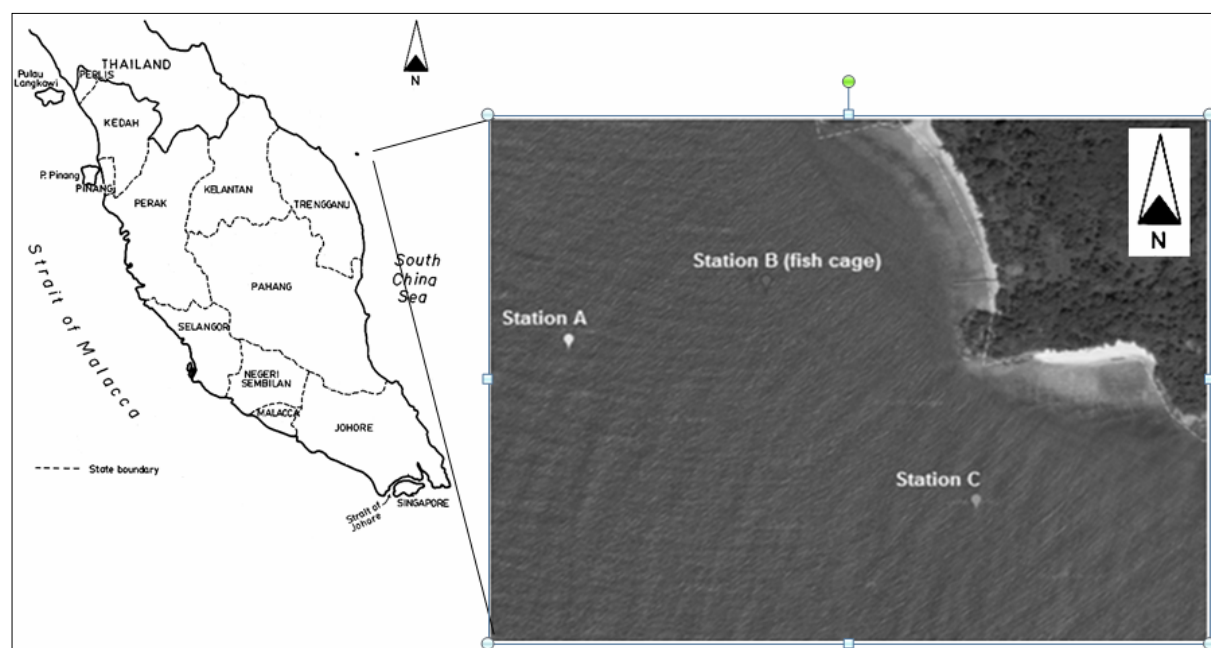 N
THAILAND
PERLIS
Pulau
Langkawi
KEDAH
P. Pinang
PINANG
PERAK
KELANTAN
TRENGGANU
Strait of Malacca
South
China
Sea
PAHANG
SELANGOR
NEGERI
SEMBILAN
MALACCA
JOHORE
State boundary
SINGAPORE
Strait of
Johore
N
Station B (fish cage)
Station A
Station C